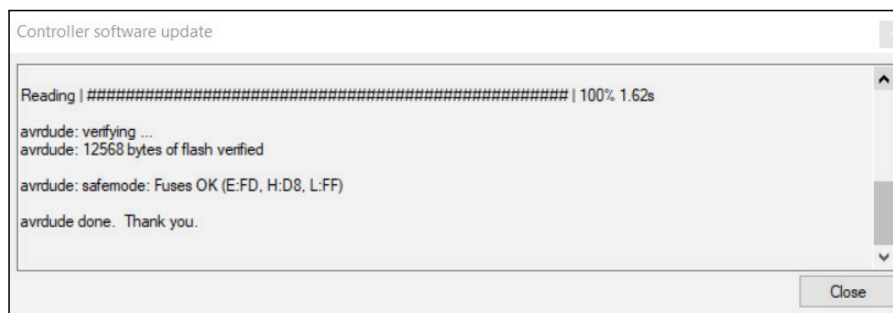 Controller software update
Reading | ################################################## | 100% 1.62s
avrdude: verifying ...
avrdude: 12568 bytes of flash verified
avrdude: safemode: Fuses OK (E:FD, H:D8, L:FF)
avrdude done.  Thank you.
Close